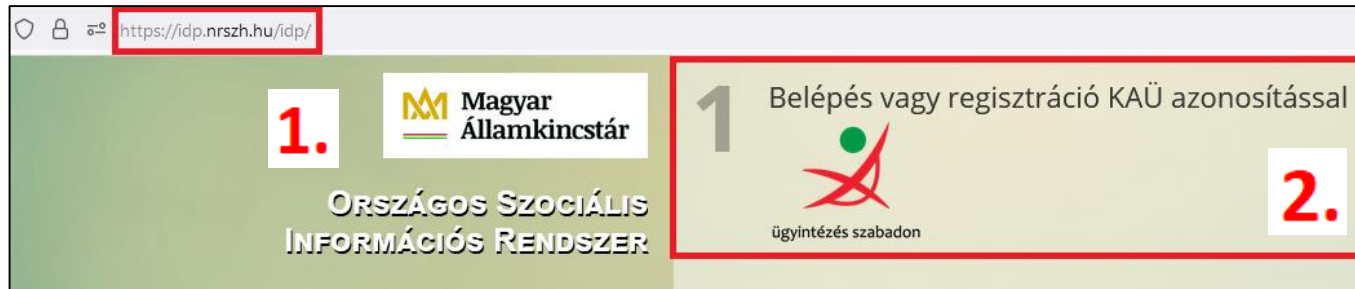 https://idp.nrszh.hu/idp/
1.
Magyar
Államkincstár
ORSZÁGOS SZOCIÁLIS
INFORMÁCIÓS RENDSZER
1
Belépés vagy regisztráció KAÜ azonosítással
ügyintézés szabadon
2.